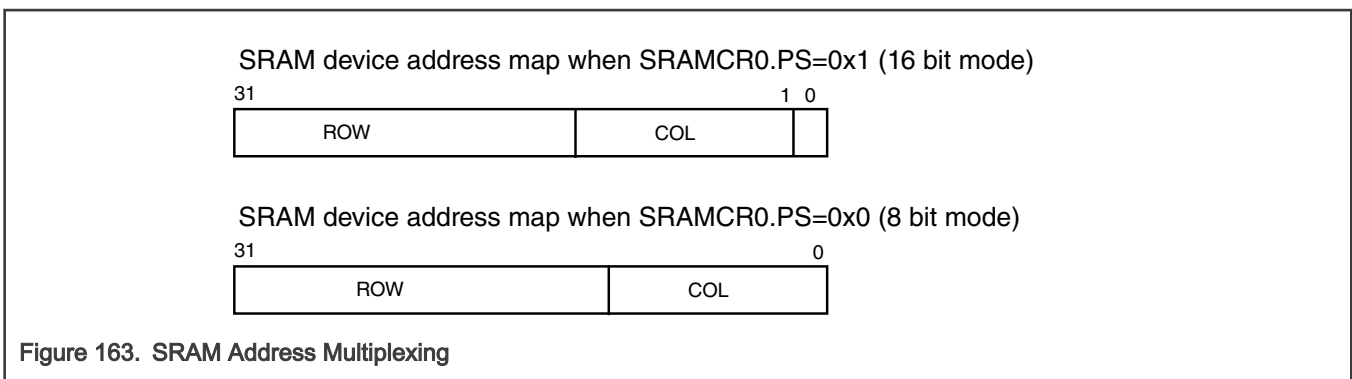 SRAM device address map when SRAMCR0.PS=0x1 (16 bit mode)
31 1 0
ROW COL
SRAM device address map when SRAMCR0.PS=0x0 (8 bit mode)
31 0
ROW COL
Figure 163. SRAM Address Multiplexing